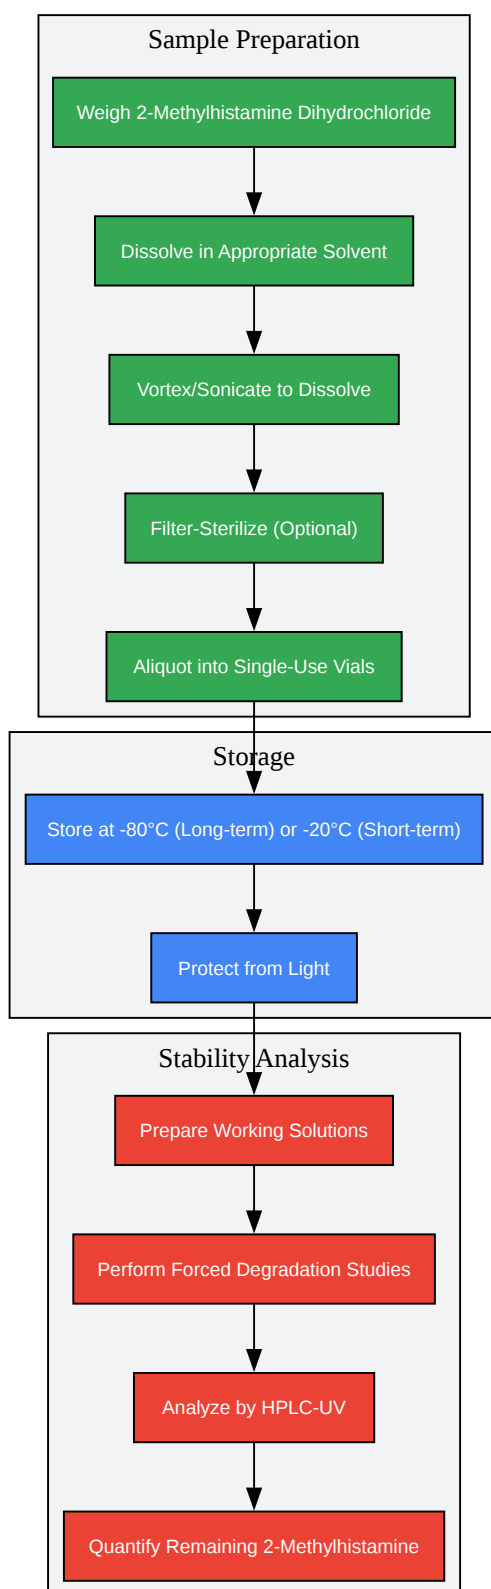 Sample Preparation
Weigh 2-Methylhistamine Dihydrochloride
Dissolve in Appropriate Solvent
Vortex/Sonicate to Dissolve
Filter-Sterilize (Optional)
Aliquot into Single-Use Vials
Storage
Store at -80°C (Long-term) or -20°C (Short-term)
Protect from Light
Stability Analysis
Prepare Working Solutions
Perform Forced Degradation Studies
Analyze by HPLC-UV
Quantify Remaining 2-Methylhistamine